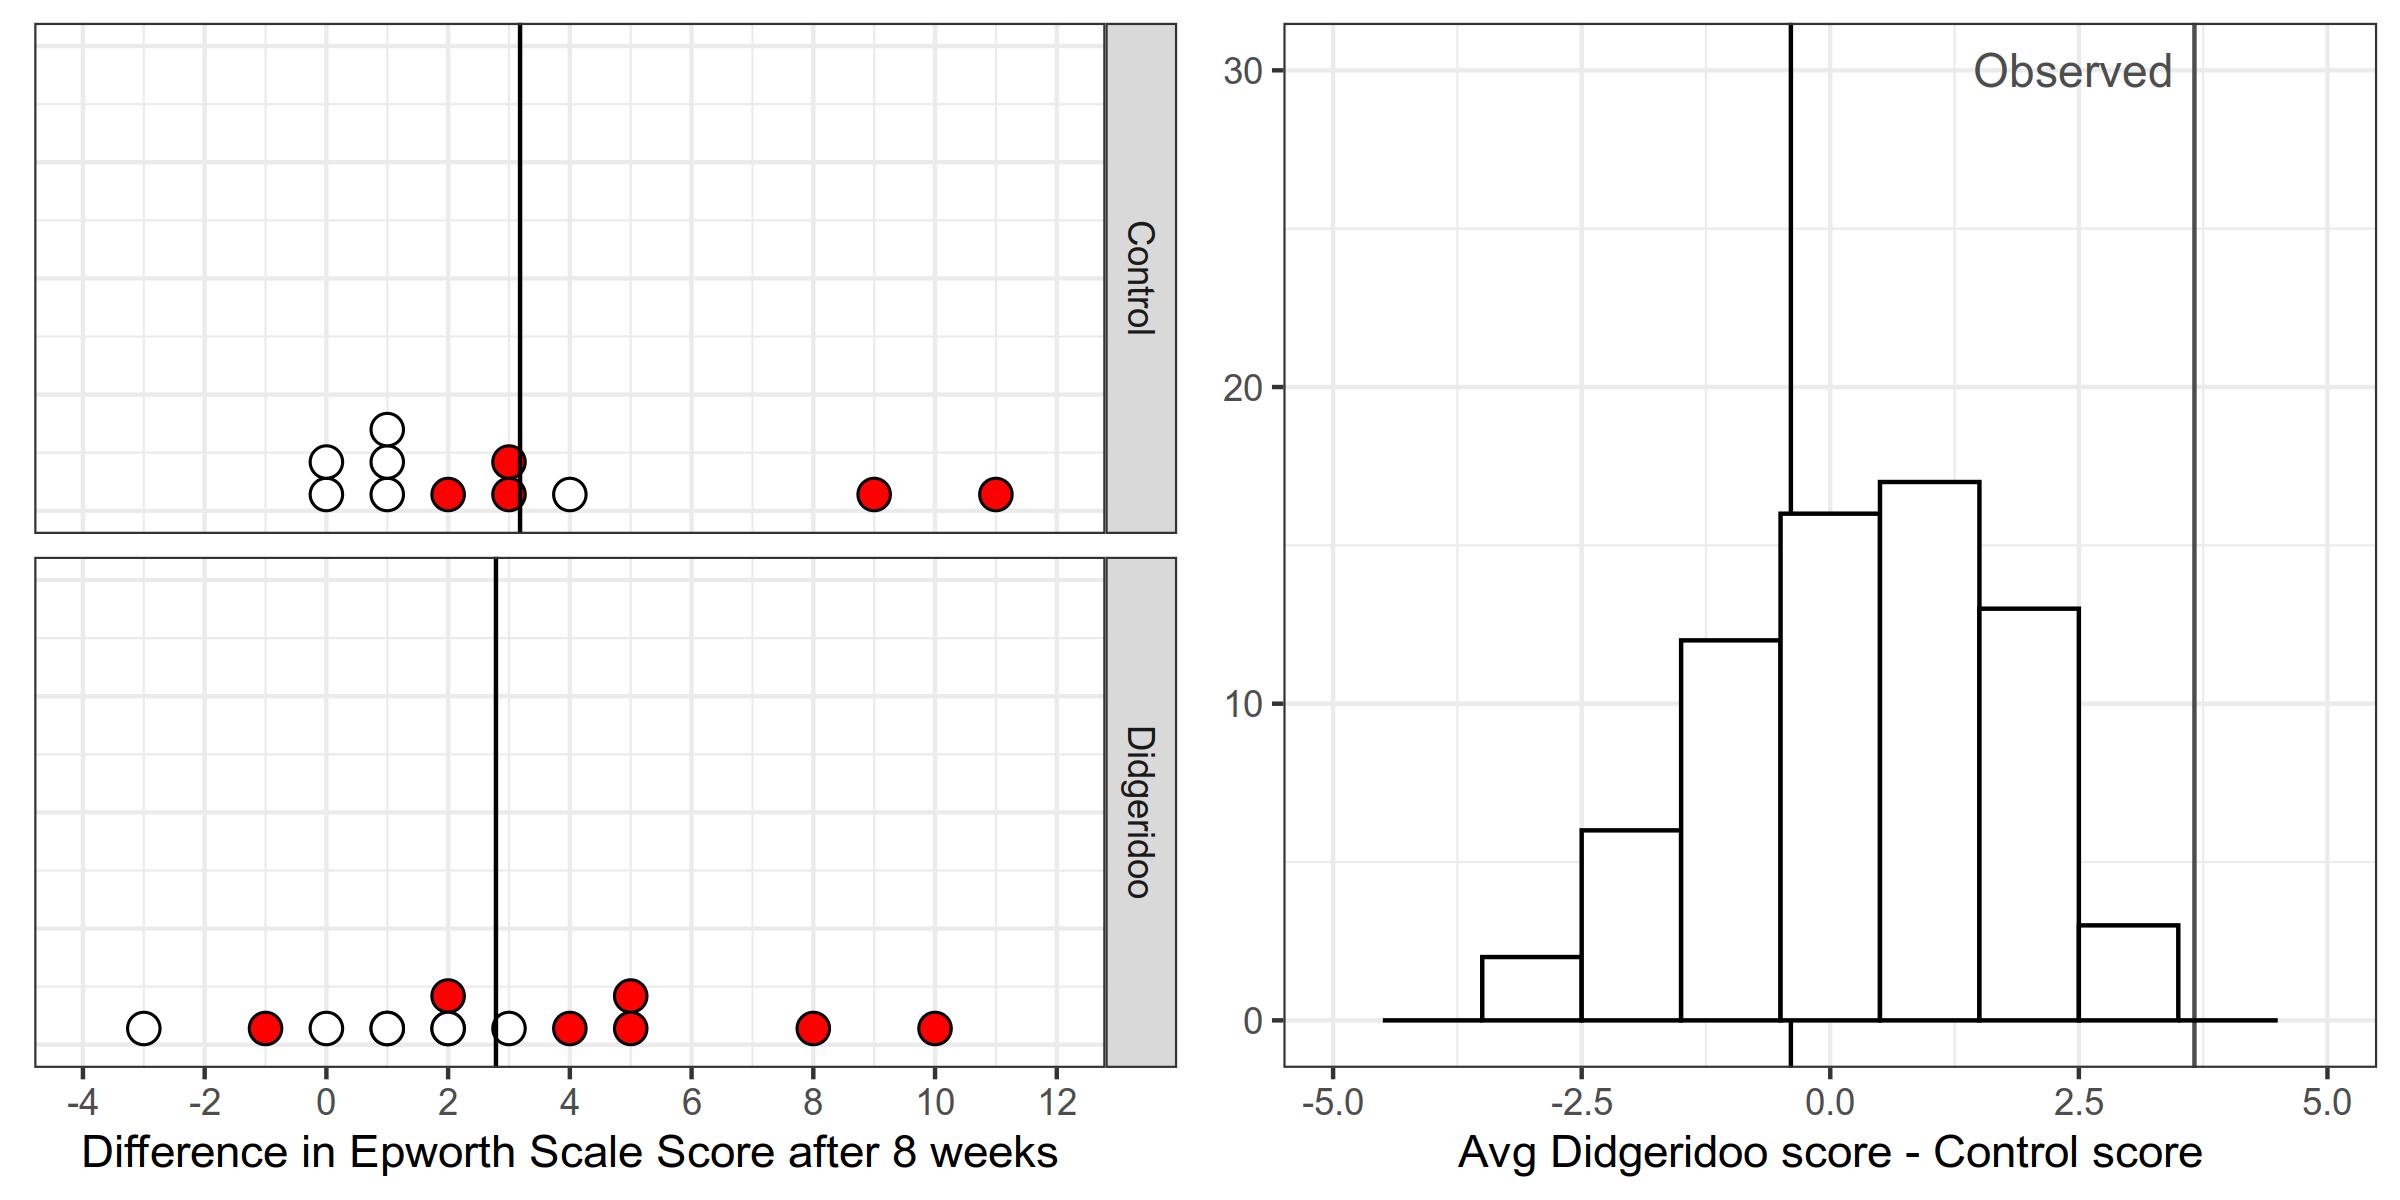 Control
Didgeridoo
-4 -2 0 2 4 6 8 10 12
Difference in Epworth Scale Score after 8 weeks
Observed
30
20
10
0
-5.0 -2.5 0.0 2.5 5.0
Avg Didgeridoo score - Control score